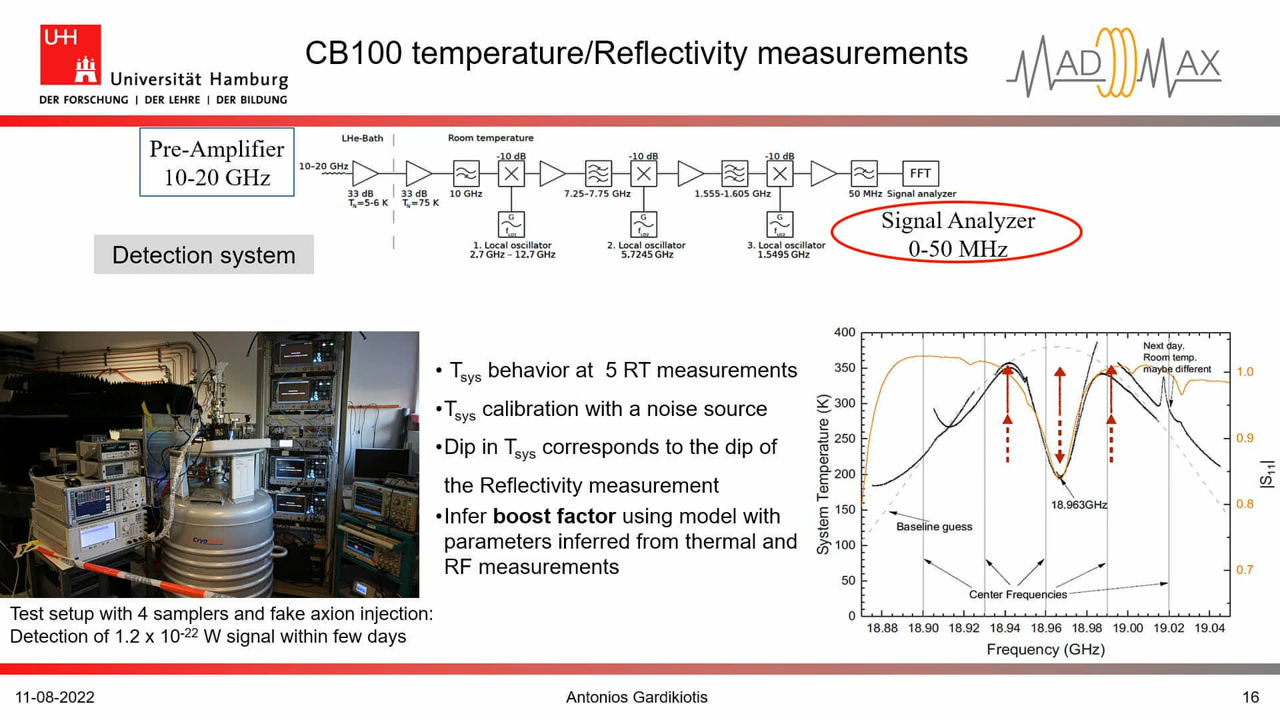 UHH
Universität Hamburg
DER FORSCHUNG | DER LEHRE | DER BILDUNG
CB100 temperature/Reflectivity measurements
MADMAX
Pre-Amplifier
10-20 GHz
LHe-Bath
Room temperature
10–20 GHz
-10 dB
-10 dB
-10 dB
FFT
33 dB
T_N=5-6 K
33 dB
T_N=75 K
10 GHz
7.25–7.75 GHz
1.555-1.605 GHz
50 MHz
Signal analyzer
G
f_LO1
G
f_LO2
G
1. Local oscillator
2.7 GHz – 12.7 GHz
2. Local oscillator
5.7245 GHz
3. Local oscillator
1.5495 GHz
Signal Analyzer
0-50 MHz
Detection system
• T_sys behavior at 5 RT measurements
•T_sys calibration with a noise source
•Dip in T_sys corresponds to the dip of
the Reflectivity measurement
•Infer boost factor using model with
parameters inferred from thermal and
RF measurements
Test setup with 4 samplers and fake axion injection:
Detection of 1.2 x 10⁻²² W signal within few days
System Temperature (K)
400
350
300
250
200
150
100
50
0
Next day.
Room temp.
maybe different
18.963GHz
Baseline guess
Center Frequencies
1.0
0.9
0.8
0.7
|S₁₁|
18.88 18.90 18.92 18.94 18.96 18.98 19.00 19.02 19.04
Frequency (GHz)
11-08-2022
Antonios Gardikiotis
16